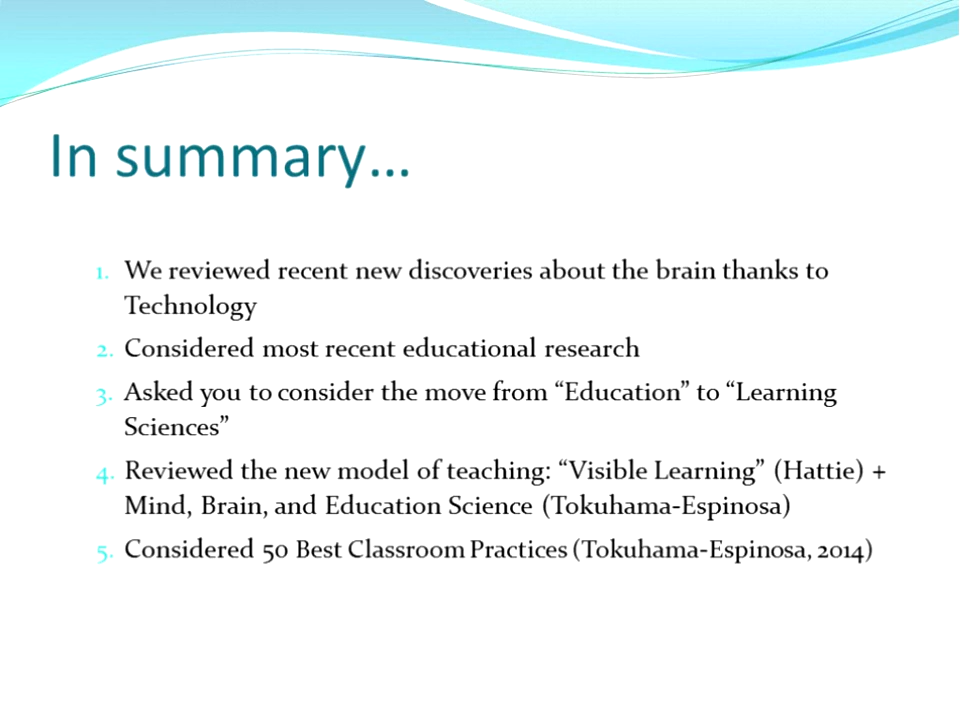 In summary…
1. We reviewed recent new discoveries about the brain thanks to
Technology
2. Considered most recent educational research
3. Asked you to consider the move from “Education” to “Learning
Sciences”
4. Reviewed the new model of teaching: “Visible Learning” (Hattie) +
Mind, Brain, and Education Science (Tokuhama-Espinosa)
5. Considered 50 Best Classroom Practices (Tokuhama-Espinosa, 2014)